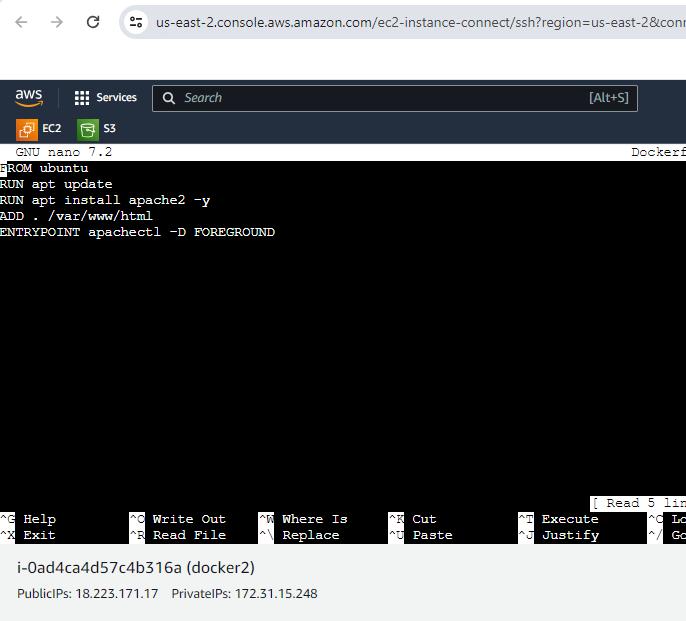 us-east-2.console.aws.amazon.com/ec2-instance-connect/ssh?region=us-east-2&conn
aws Services Search [Alt+S]
EC2 S3
GNU nano 7.2 Dockerf
FROM ubuntu
RUN apt update
RUN apt install apache2 -y
ADD . /var/www/html
ENTRYPOINT apachectl -D FOREGROUND
[ Read 5 lin
^G Help ^O Write Out ^W Where Is ^K Cut ^T Execute ^C Lo
^X Exit ^R Read File ^\ Replace ^U Paste ^J Justify ^/ Go
i-0ad4ca4d57c4b316a (docker2)
PublicIPs: 18.223.171.17 PrivateIPs: 172.31.15.248